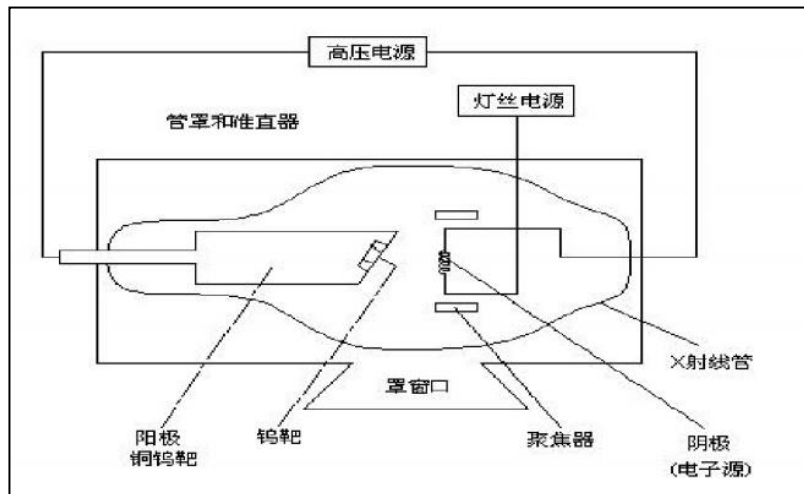 高压电源
灯丝电源
管罩和准直器
X射线管
罩窗口
阳极
铜钨靶
钨靶
聚焦器
阴极
(电子源)